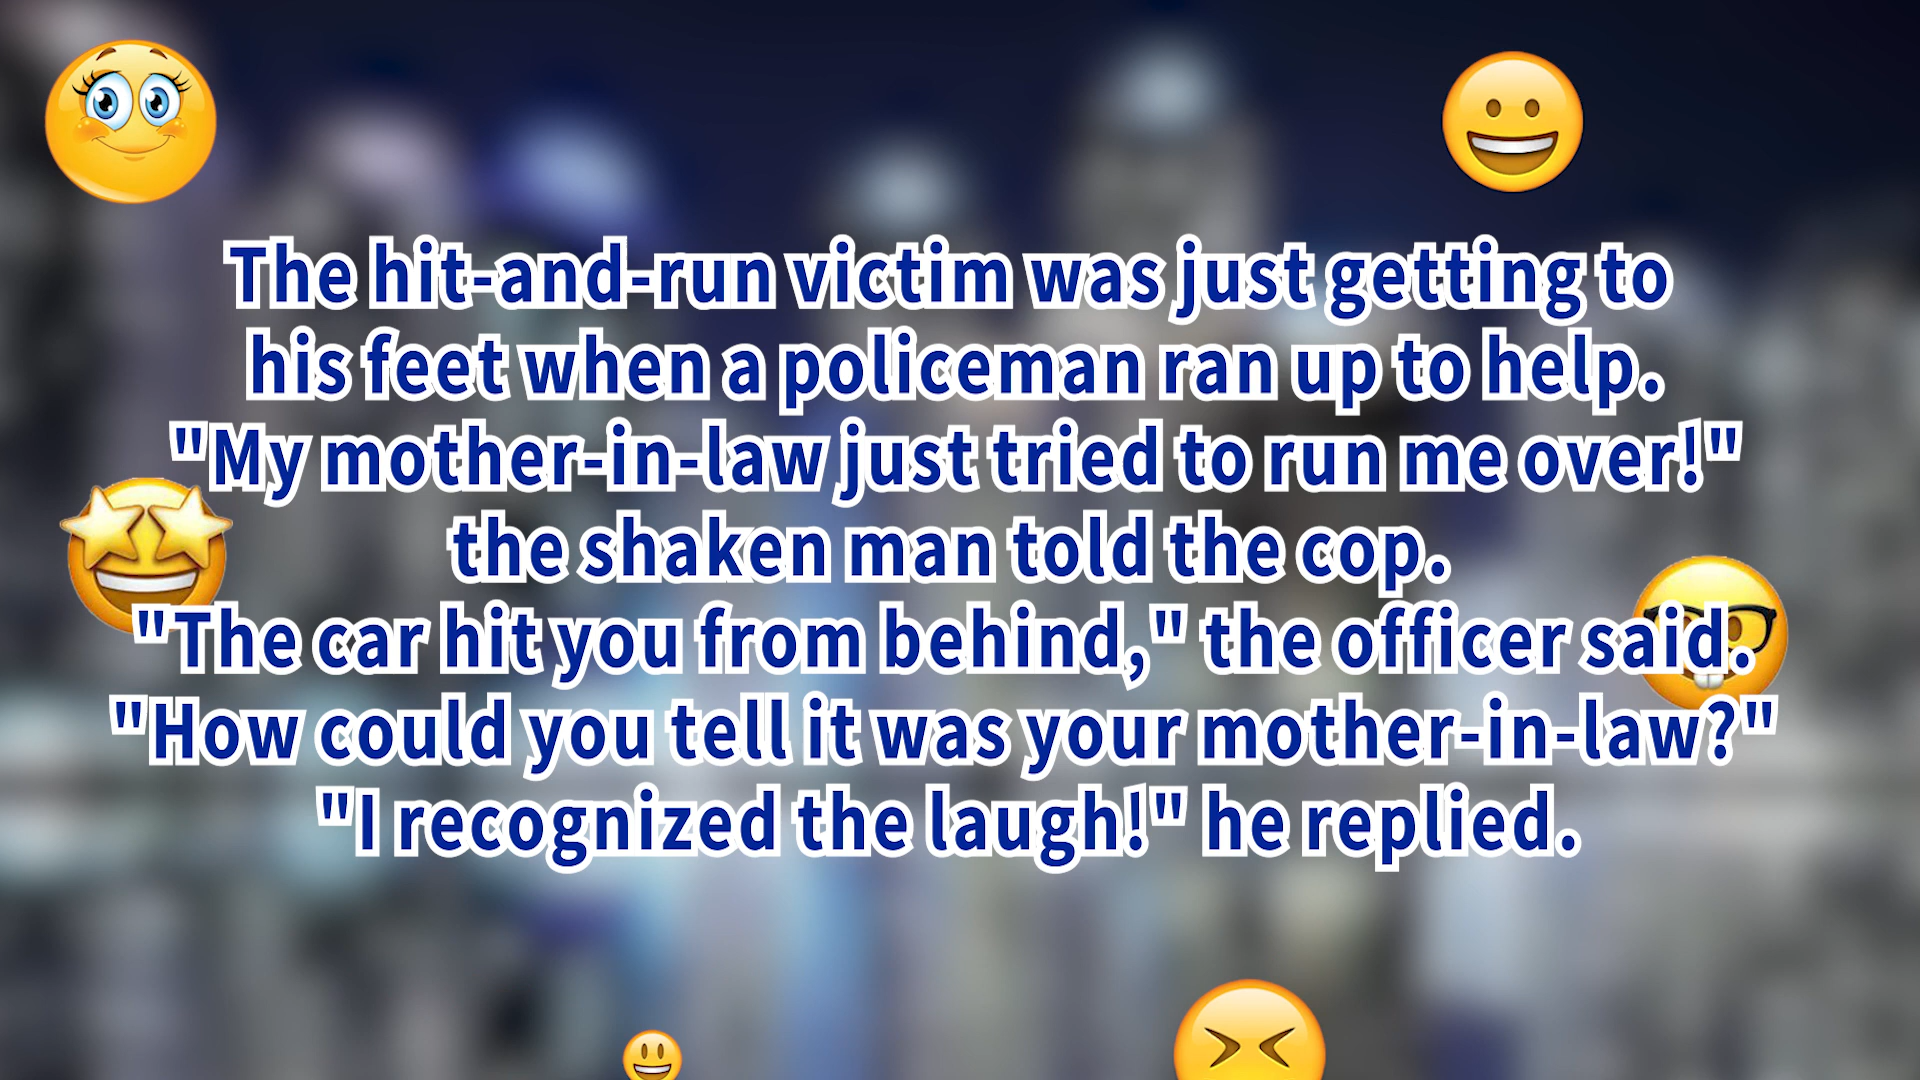 The hit-and-run victim was just getting to
his feet when a policeman ran up to help.
"My mother-in-law just tried to run me over!"
the shaken man told the cop.
"The car hit you from behind," the officer said.
"How could you tell it was your mother-in-law?"
"I recognized the laugh!" he replied.